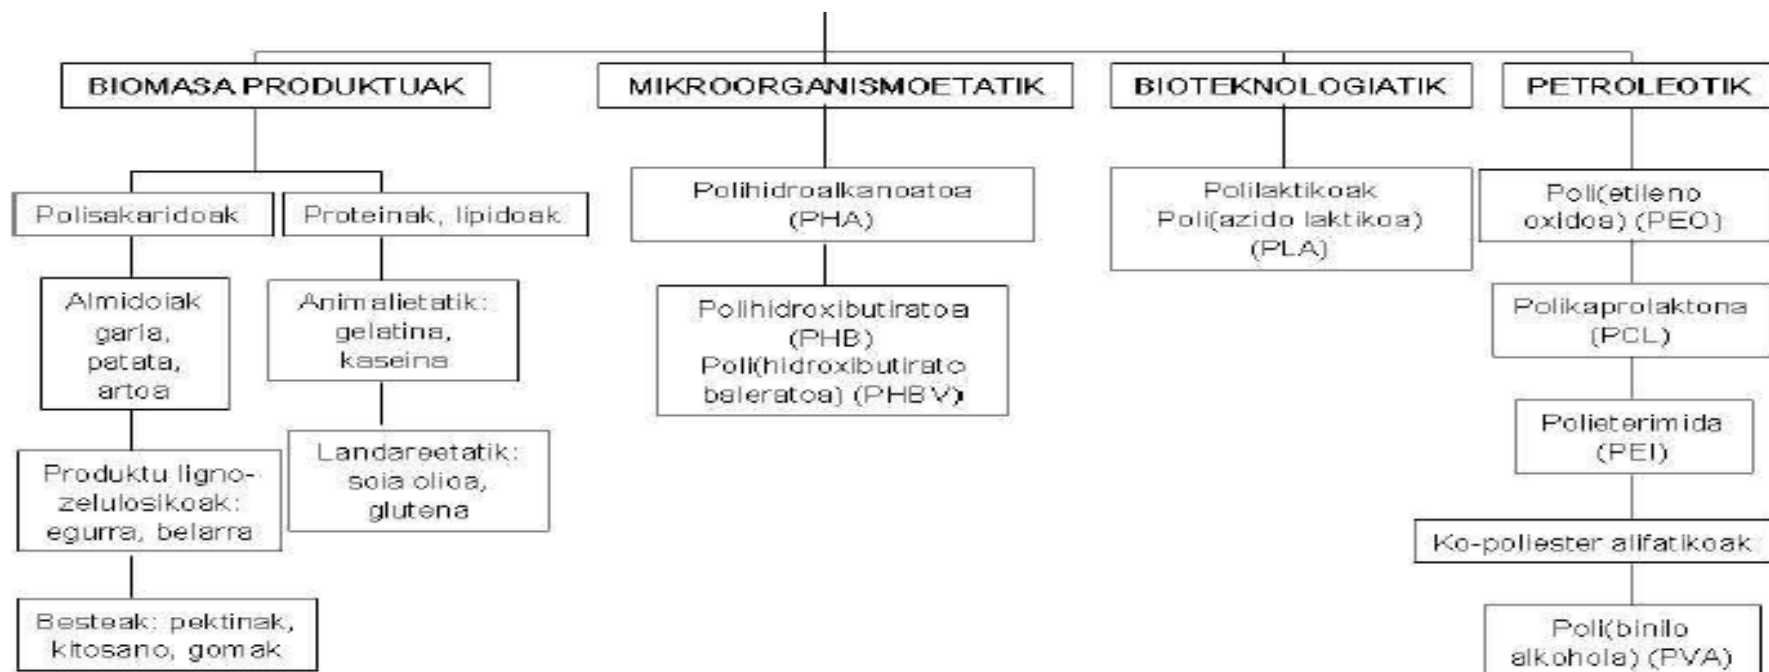 BIOMASA PRODUKTUAK
MIKROORGANISMOETATIK
BIOTEKNOLOGIATIK
PETROLEOTIK
Polisakaridoak
Proteinak, lipidoak
Almidoiak
garia,
patata,
artoa
Animalietatik:
gelatina,
kaseina
Produktu ligno-
zelulosikoak:
egurra, belarra
Landareetatik:
soia olioa,
glutena
Besteak: pektinak,
kitosano, gomak
Polihidroalkanoatoa
(PHA)
Polihidroxibutiratoa
(PHB)
Poli(hidroxibutirato
baleratoa) (PHBV)
Polilaktikoak
Poli(azido laktikoa)
(PLA)
Poli(etileno
oxidoa) (PEO)
Polikaprolaktona
(PCL)
Polieterimida
(PEI)
Ko-poliester alifatikoak
Poli(binilo
alkohola) (PVA)